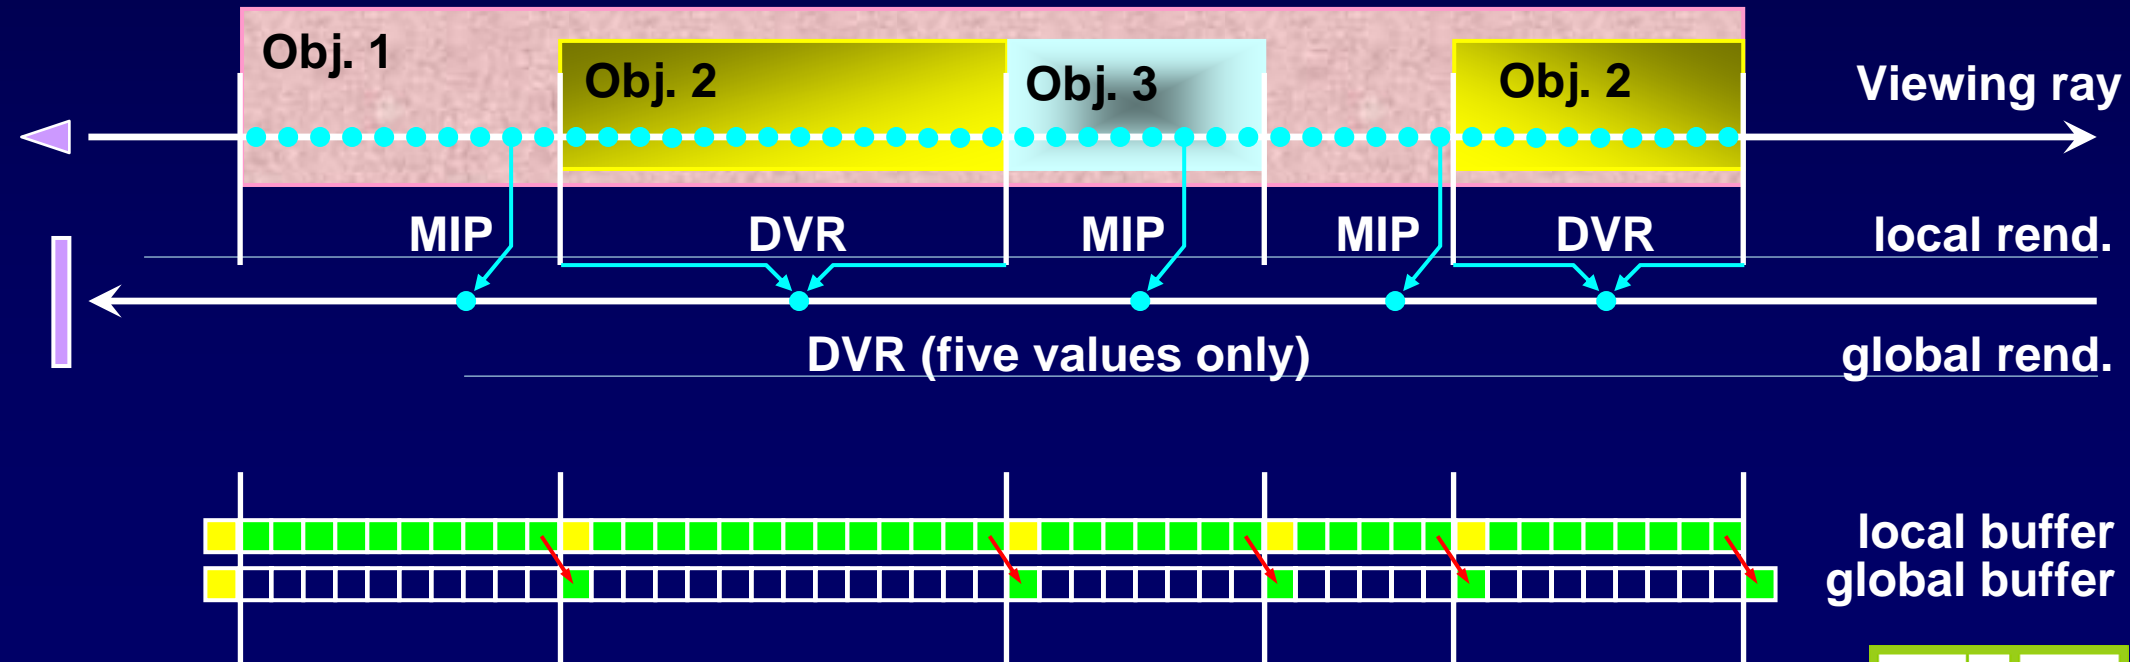 Obj. 1
Obj. 2
Obj. 3
Obj. 2
Viewing ray
MIP
DVR
MIP
MIP
DVR
local rend.
DVR (five values only)
global rend.
local buffer
global buffer